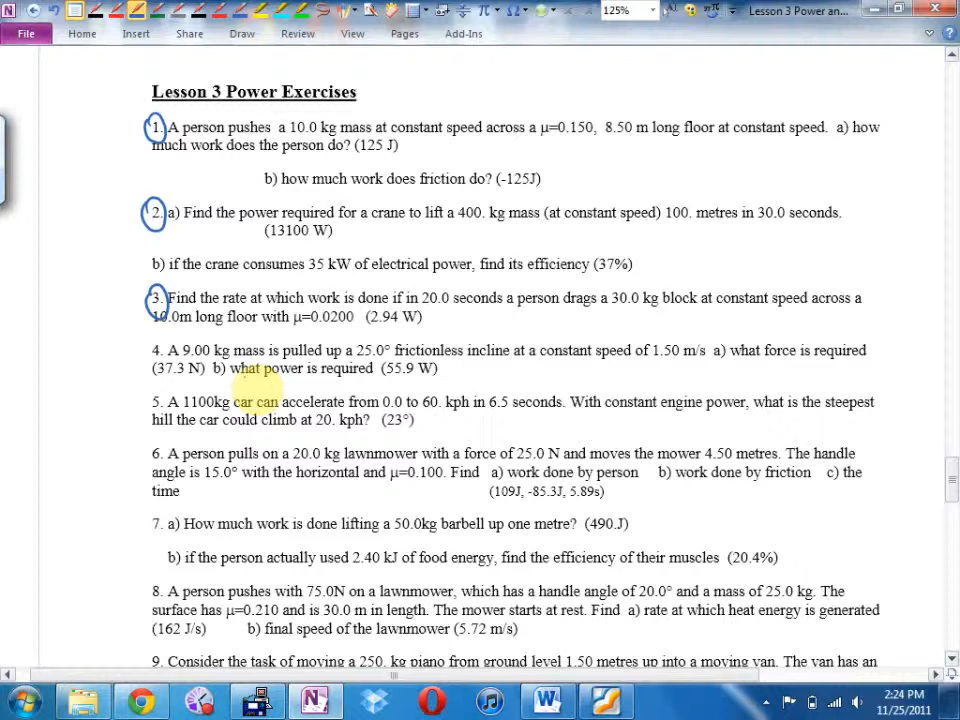 125%
Lesson 3 Power an...
File Home Insert Share Draw Review View Pages Add-Ins
Lesson 3 Power Exercises
1. A person pushes a 10.0 kg mass at constant speed across a μ=0.150, 8.50 m long floor at constant speed. a) how
much work does the person do? (125 J)
b) how much work does friction do? (-125J)
2. a) Find the power required for a crane to lift a 400. kg mass (at constant speed) 100. metres in 30.0 seconds.
(13100 W)
b) if the crane consumes 35 kW of electrical power, find its efficiency (37%)
3. Find the rate at which work is done if in 20.0 seconds a person drags a 30.0 kg block at constant speed across a
10.0m long floor with μ=0.0200 (2.94 W)
4. A 9.00 kg mass is pulled up a 25.0° frictionless incline at a constant speed of 1.50 m/s a) what force is required
(37.3 N) b) what power is required (55.9 W)
5. A 1100kg car can accelerate from 0.0 to 60. kph in 6.5 seconds. With constant engine power, what is the steepest
hill the car could climb at 20. kph? (23°)
6. A person pulls on a 20.0 kg lawnmower with a force of 25.0 N and moves the mower 4.50 metres. The handle
angle is 15.0° with the horizontal and μ=0.100. Find a) work done by person b) work done by friction c) the
time (109J, -85.3J, 5.89s)
7. a) How much work is done lifting a 50.0kg barbell up one metre? (490.J)
b) if the person actually used 2.40 kJ of food energy, find the efficiency of their muscles (20.4%)
8. A person pushes with 75.0N on a lawnmower, which has a handle angle of 20.0° and a mass of 25.0 kg. The
surface has μ=0.210 and is 30.0 m in length. The mower starts at rest. Find a) rate at which heat energy is generated
(162 J/s) b) final speed of the lawnmower (5.72 m/s)
9. Consider the task of moving a 250. kg piano from ground level 1.50 metres up into a moving van. The van has an
2:24 PM
11/25/2011